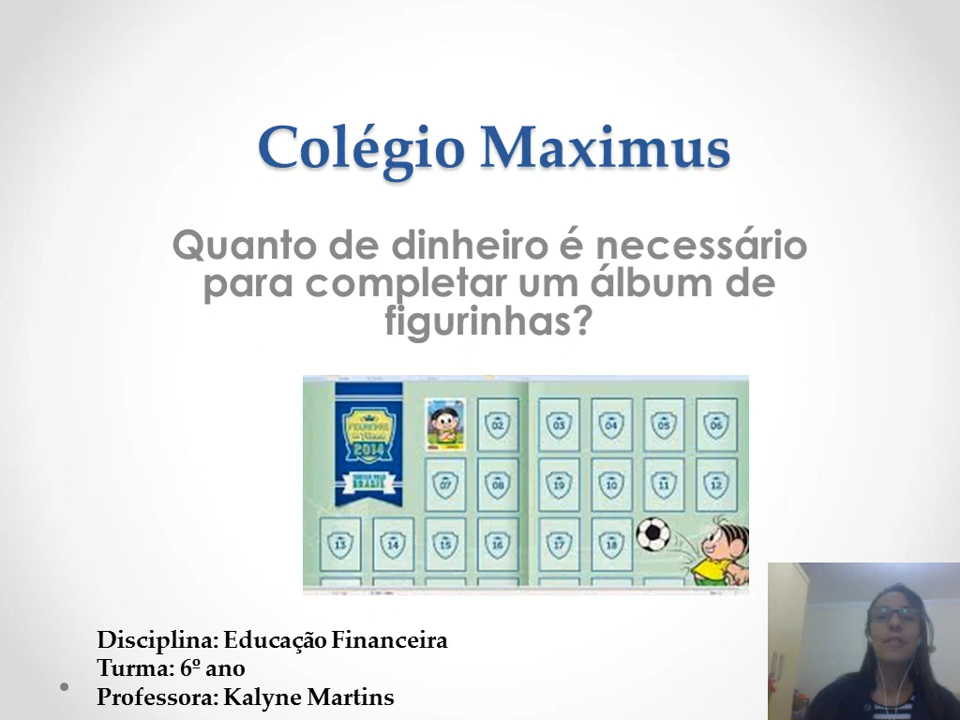 Colégio Maximus
Quanto de dinheiro é necessário
para completar um álbum de
figurinhas?
FIGURINHAS
2014
BRASIL
02
03
04
05
06
07
08
10
11
12
13
14
15
16
17
18
Disciplina: Educação Financeira
Turma: 6º ano
Professora: Kalyne Martins